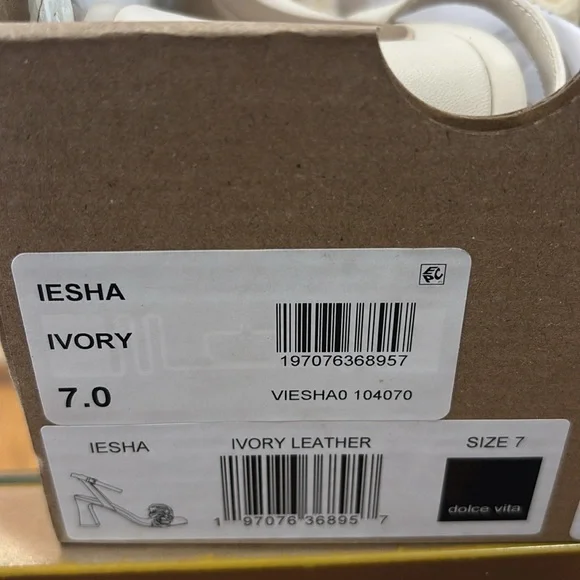 IESHA
IVORY
197076368957
7.0
VIESHA0 104070
IESHA
IVORY LEATHER
SIZE 7
1 97076 36895 7
dolce vita